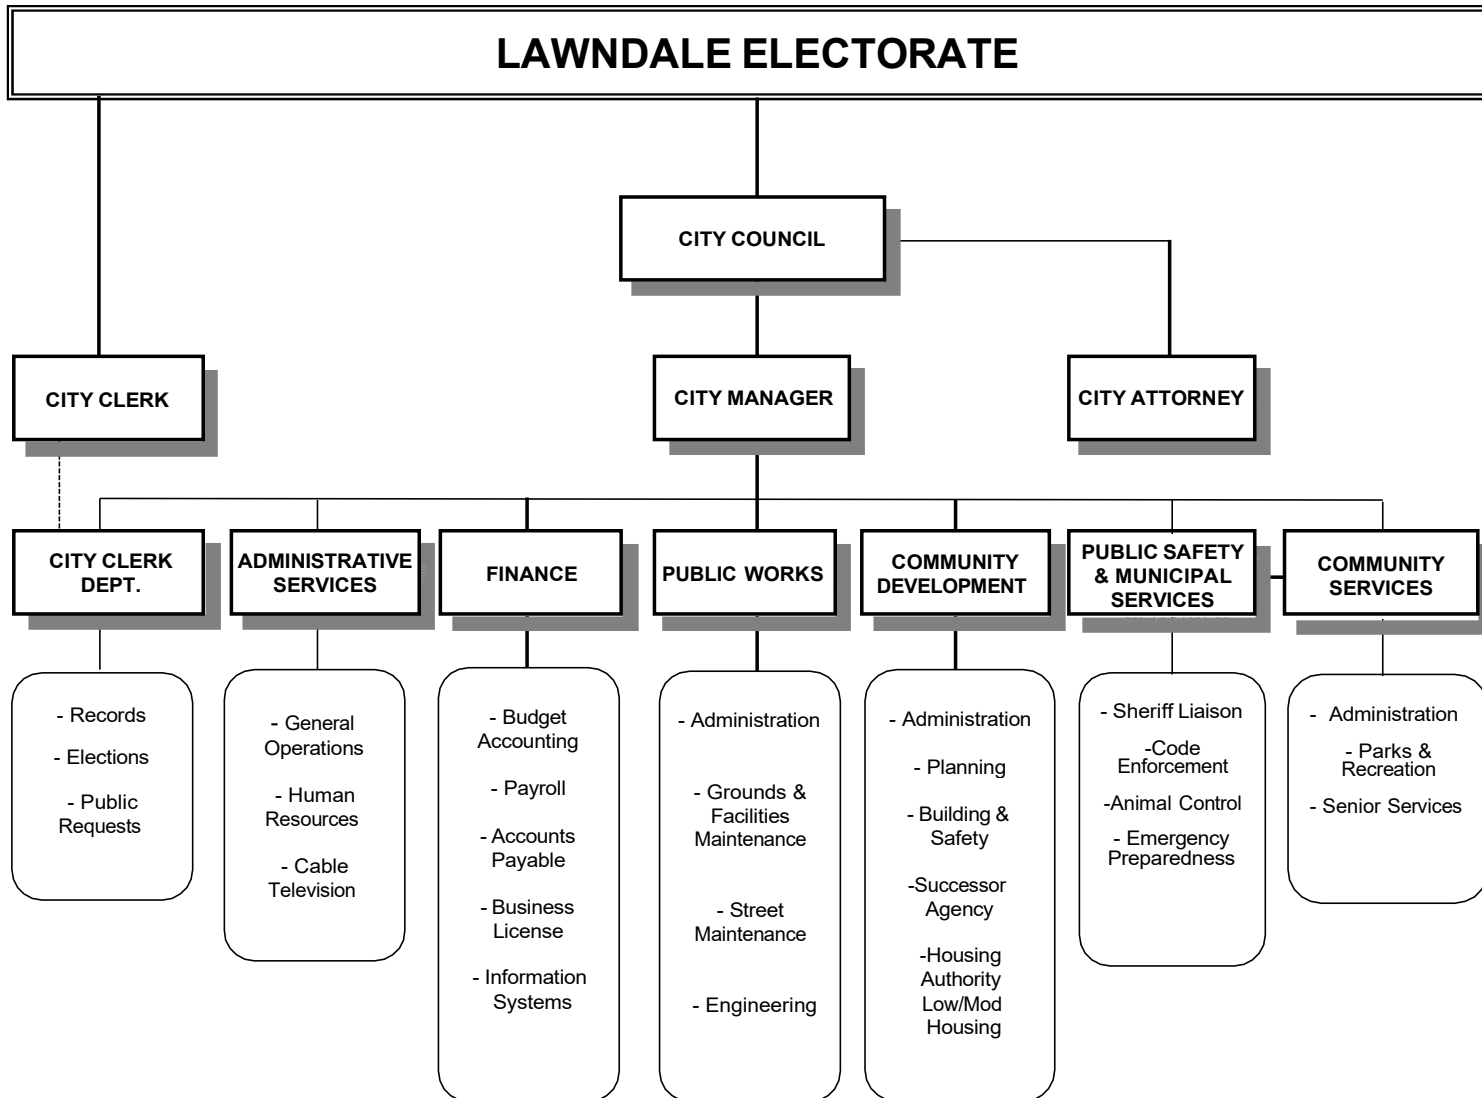 LAWNDALE ELECTORATE
CITY COUNCIL
CITY CLERK
CITY MANAGER
CITY ATTORNEY
CITY CLERK
DEPT.
ADMINISTRATIVE
SERVICES
FINANCE
PUBLIC WORKS
COMMUNITY
DEVELOPMENT
PUBLIC SAFETY
& MUNICIPAL
SERVICES
COMMUNITY
SERVICES
- Records
- Elections
- Public
Requests
- General
Operations
- Human
Resources
- Cable
Television
- Budget
Accounting
- Payroll
- Accounts
Payable
- Business
License
- Information
Systems
- Administration
- Grounds &
Facilities
Maintenance
- Street
Maintenance
- Engineering
- Administration
- Planning
- Building &
Safety
-Successor
Agency
-Housing
Authority
Low/Mod
Housing
- Sheriff Liaison
-Code
Enforcement
-Animal Control
- Emergency
Preparedness
- Administration
- Parks &
Recreation
- Senior Services